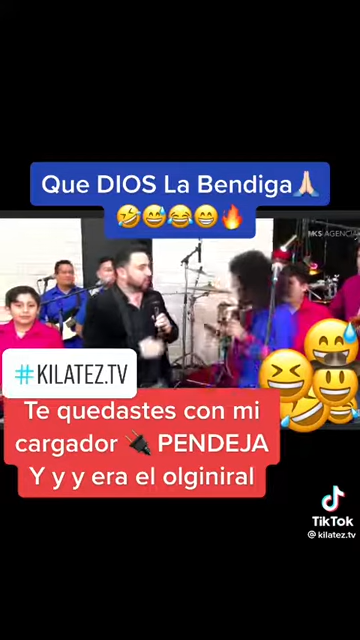 Que DIOS La Bendiga🙏🏻
🤣😅😂😁🔥
MKS AGENCIA
#KILATEZ.TV
Te quedastes con mi
cargador 🔌 PENDEJA
Y y y era el olginiral
TikTok
@kilatez.tv